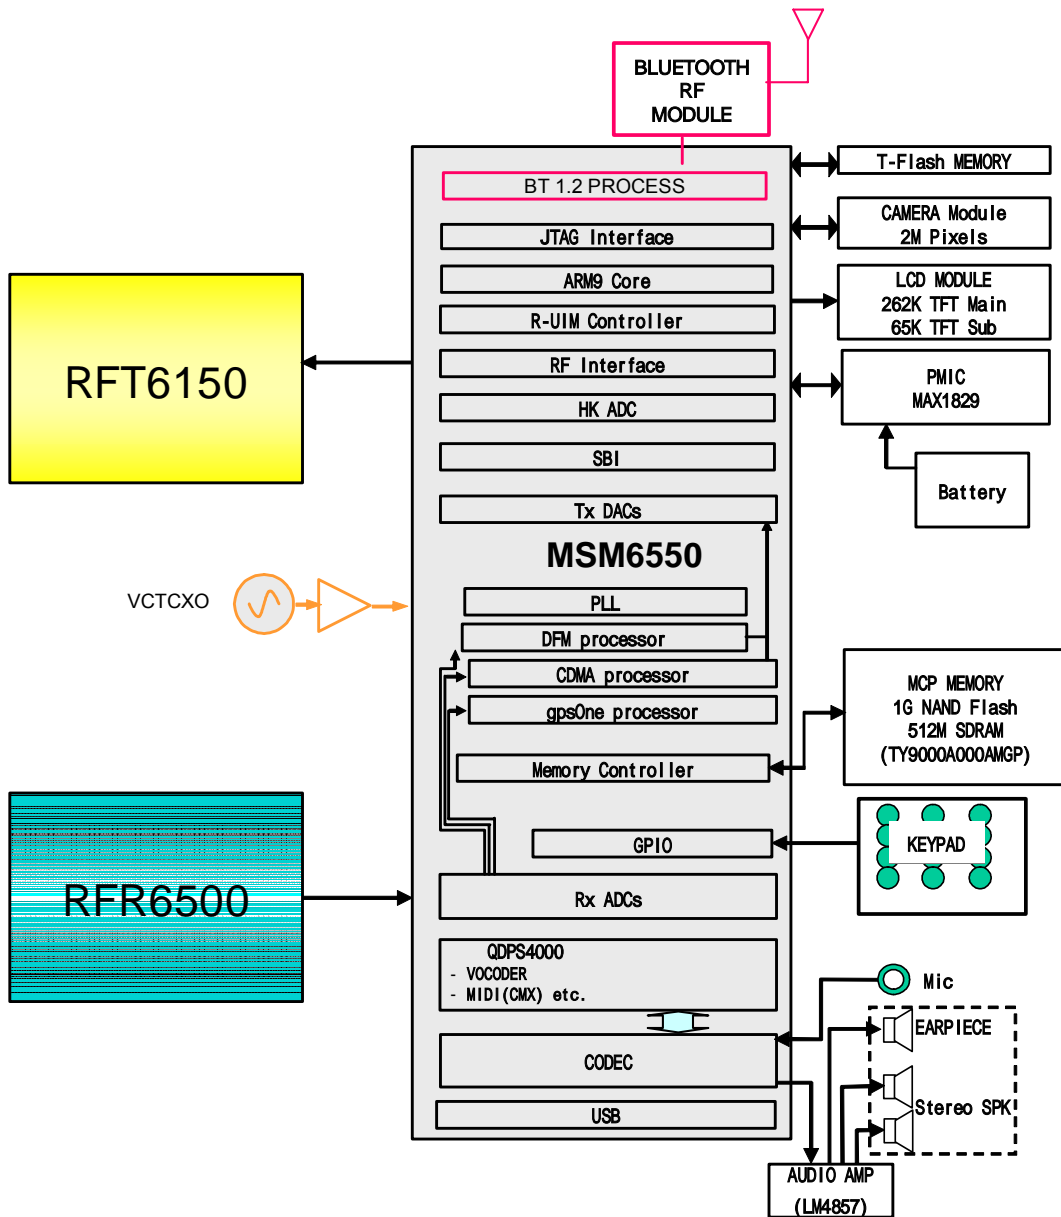 BLUETOOTH
RF
MODULE
BT 1.2 PROCESS
JTAG Interface
ARM9 Core
R-UIM Controller
RF Interface
HK ADC
SBI
Tx DACs
MSM6550
PLL
DFM processor
CDMA processor
gpsOne processor
Memory Controller
GPIO
Rx ADCs
QDPS4000
- VOCODER
- MIDI(CMX) etc.
CODEC
USB
RFT6150
VCTCXO
RFR6500
T-Flash MEMORY
CAMERA Module
2M Pixels
LCD MODULE
262K TFT Main
65K TFT Sub
PMIC
MAX1829
Battery
MCP MEMORY
1G NAND Flash
512M SDRAM
(TY9000A000AMGP)
KEYPAD
Mic
EARPIECE
Stereo SPK
AUDIO AMP
(LM4857)